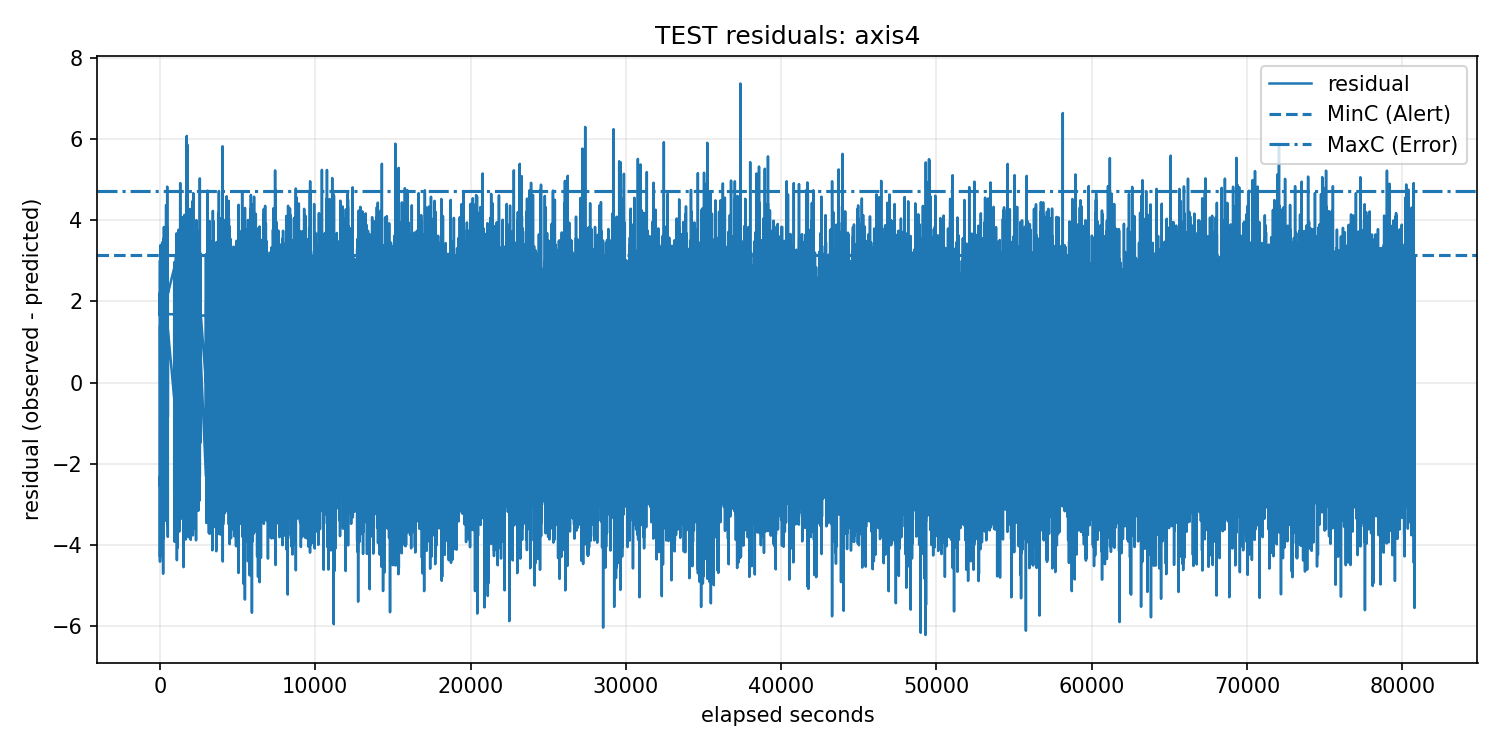 TEST residuals: axis4
residual (observed - predicted)
8
6
4
2
0
−2
−4
−6
residual
MinC (Alert)
MaxC (Error)
0
10000
20000
30000
40000
50000
60000
70000
80000
elapsed seconds